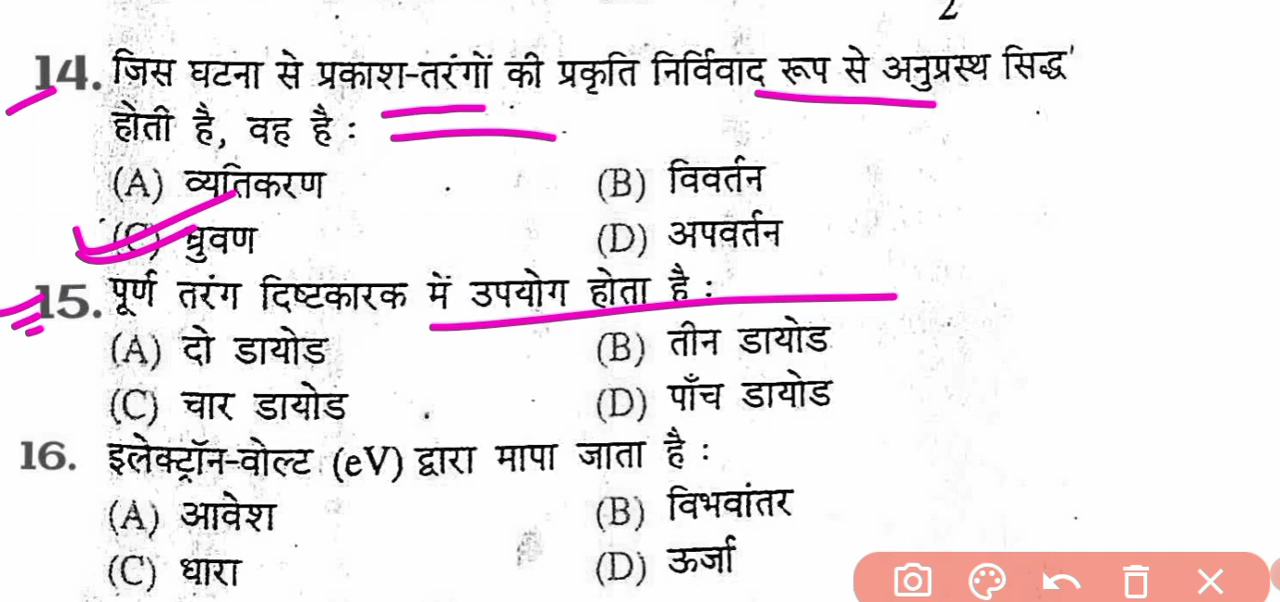 14. जिस घटना से प्रकाश-तरंगों की प्रकृति निर्विवाद रूप से अनुप्रस्थ सिद्ध
होती है, वह है :
(A) व्यतिकरण (B) विवर्तन
(C) ध्रुवण (D) अपवर्तन
15. पूर्ण तरंग दिष्टकारक में उपयोग होता है :
(A) दो डायोड (B) तीन डायोड
(C) चार डायोड (D) पाँच डायोड
16. इलेक्ट्रॉन-वोल्ट (eV) द्वारा मापा जाता है :
(A) आवेश (B) विभवांतर
(C) धारा (D) ऊर्जा